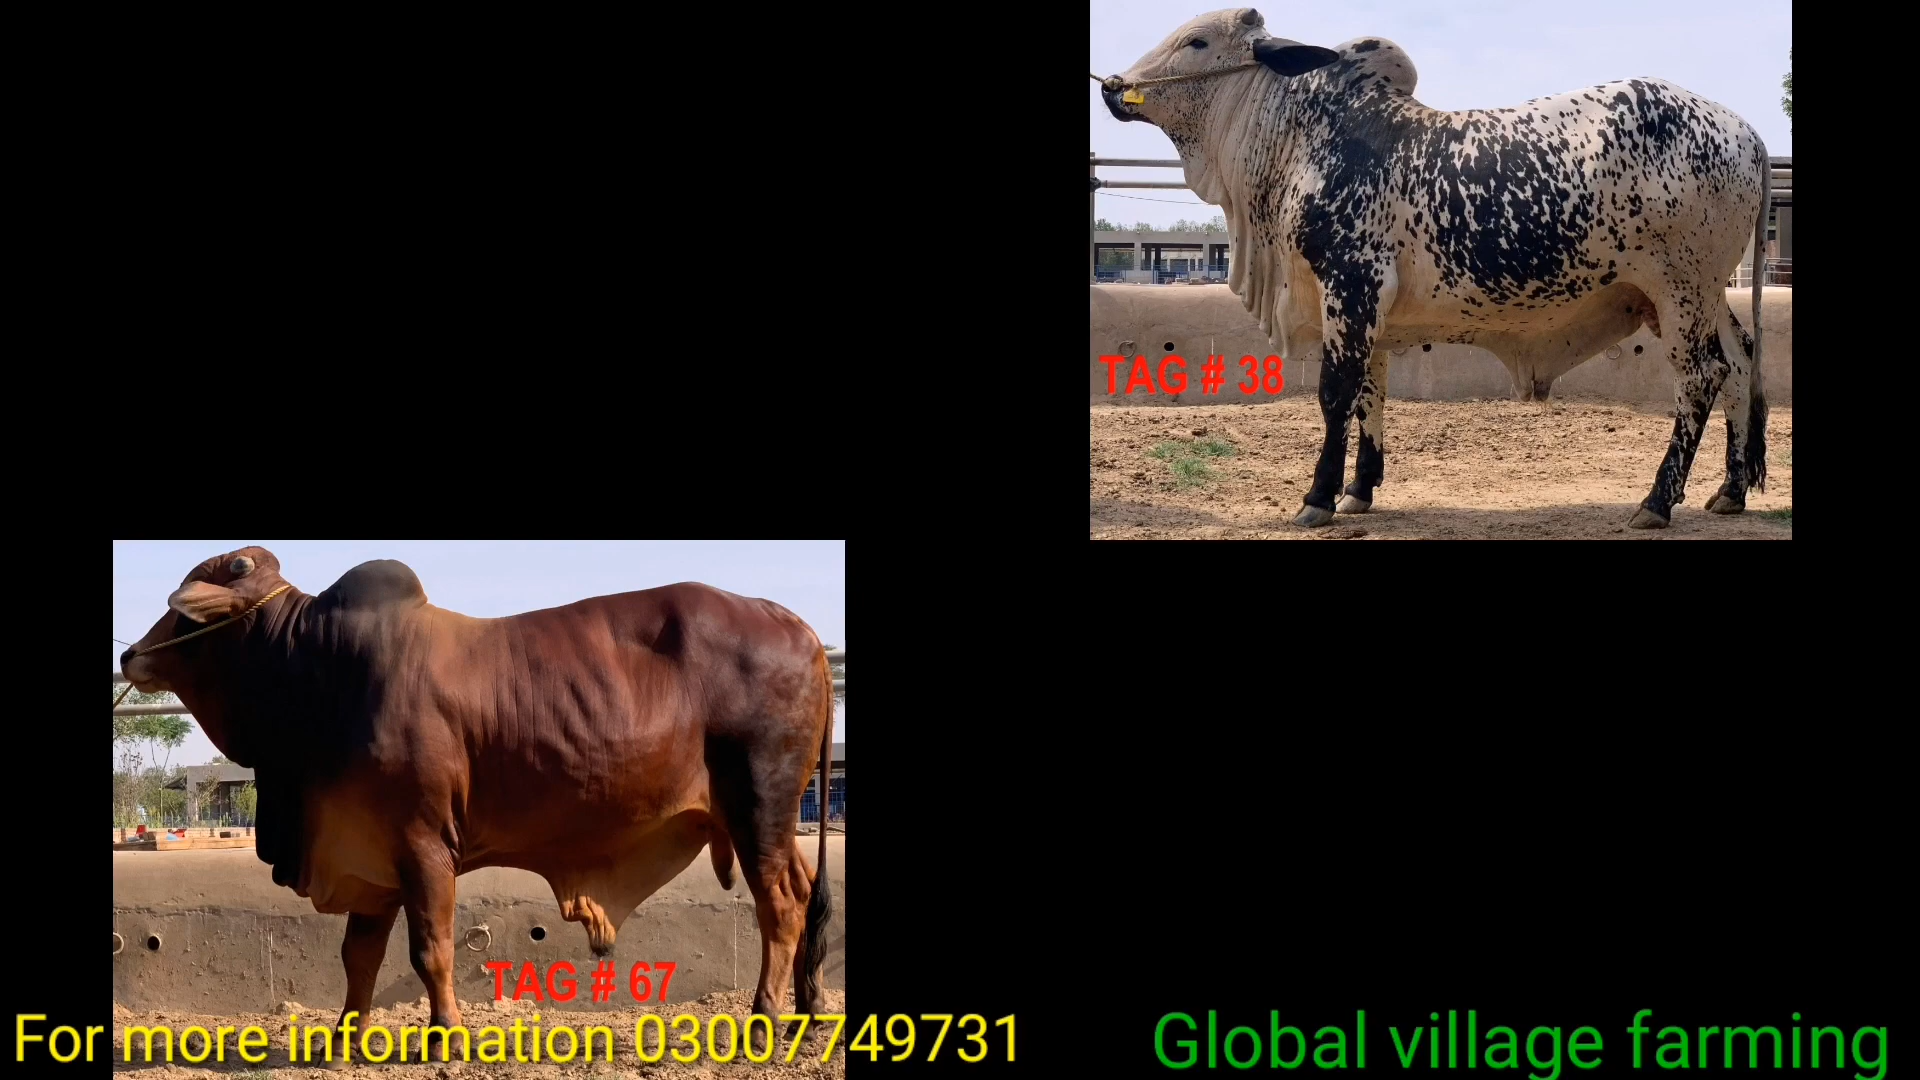 TAG # 38
TAG # 67
For more information 03007749731
Global village farming